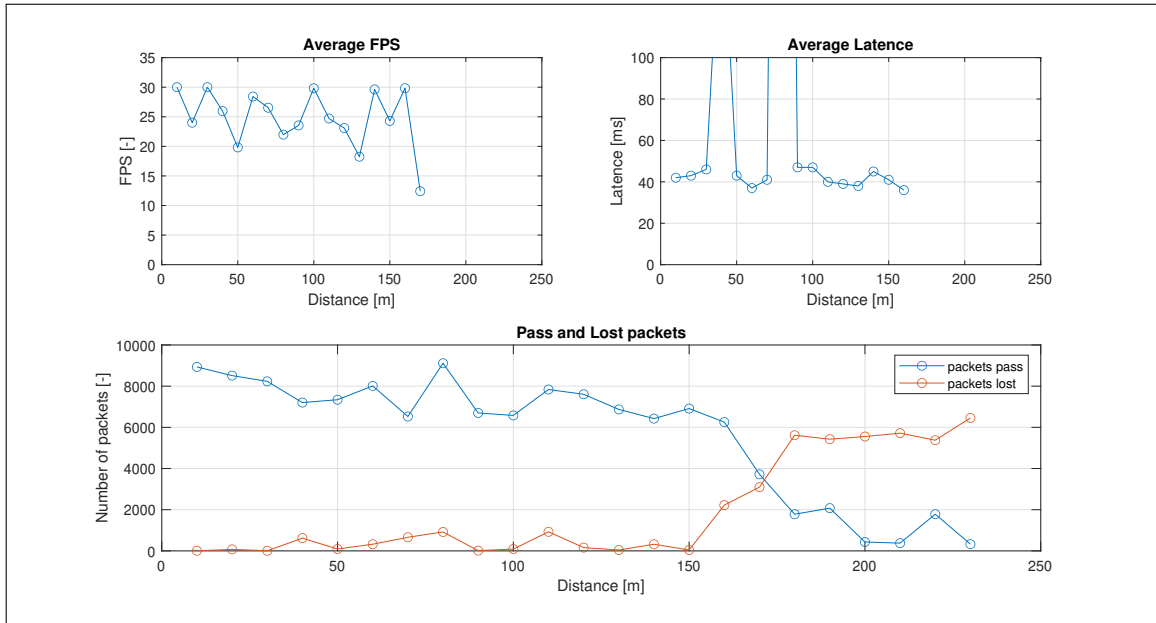 Average FPS
35
30
25
20
15
10
5
0
FPS [-]
0 50 100 150 200 250
Distance [m]
Average Latence
100
80
60
40
20
0
Latence [ms]
0 50 100 150 200 250
Distance [m]
Pass and Lost packets
10000
8000
6000
4000
2000
0
Number of packets [-]
packets pass
packets lost
50 100 150 200 250
Distance [m]